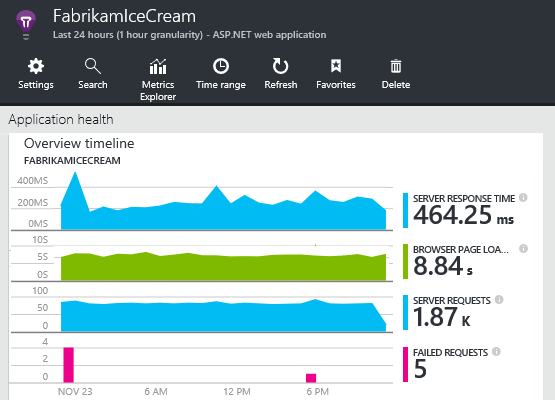 FabrikamIceCream
Last 24 hours (1 hour granularity) - ASP.NET web application
Settings
Search
Metrics
Explorer
Time range
Refresh
Favorites
Delete
Application health
Overview timeline
FABRIKAMICECREAM
400MS
200MS
0MS
SERVER RESPONSE TIME
464.25 ms
10S
5S
0S
BROWSER PAGE LOA...
8.84 s
100
50
0
SERVER REQUESTS
1.87 K
4
2
0
FAILED REQUESTS
5
NOV 23 6 AM 12 PM 6 PM